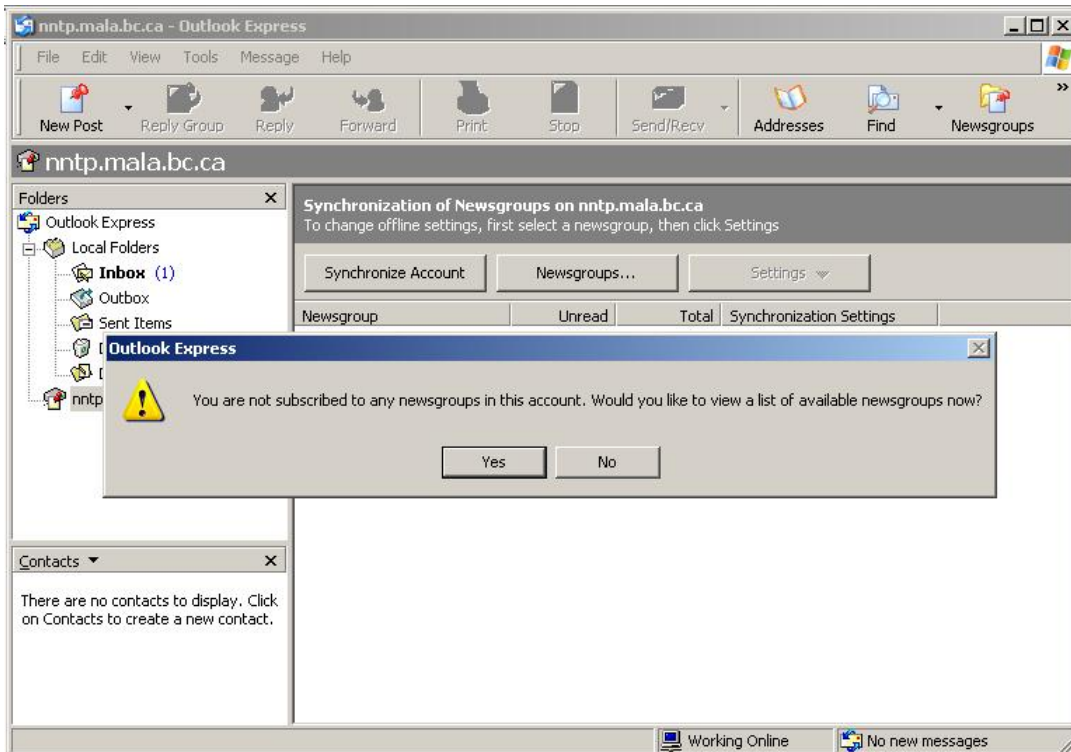 nntp.mala.bc.ca - Outlook Express
File Edit View Tools Message Help
»
New Post Reply Group Reply Forward Print Stop Send/Recv Addresses Find Newsgroups
nntp.mala.bc.ca
Folders
Outlook Express
Local Folders
Inbox (1)
Outbox
Sent Items
D
D
nntp
Contacts
There are no contacts to display. Click
on Contacts to create a new contact.
Synchronization of Newsgroups on nntp.mala.bc.ca
To change offline settings, first select a newsgroup, then click Settings
Synchronize Account Newsgroups... Settings
Newsgroup Unread Total Synchronization Settings
Outlook Express
You are not subscribed to any newsgroups in this account. Would you like to view a list of available newsgroups now?
Yes No
Working Online No new messages